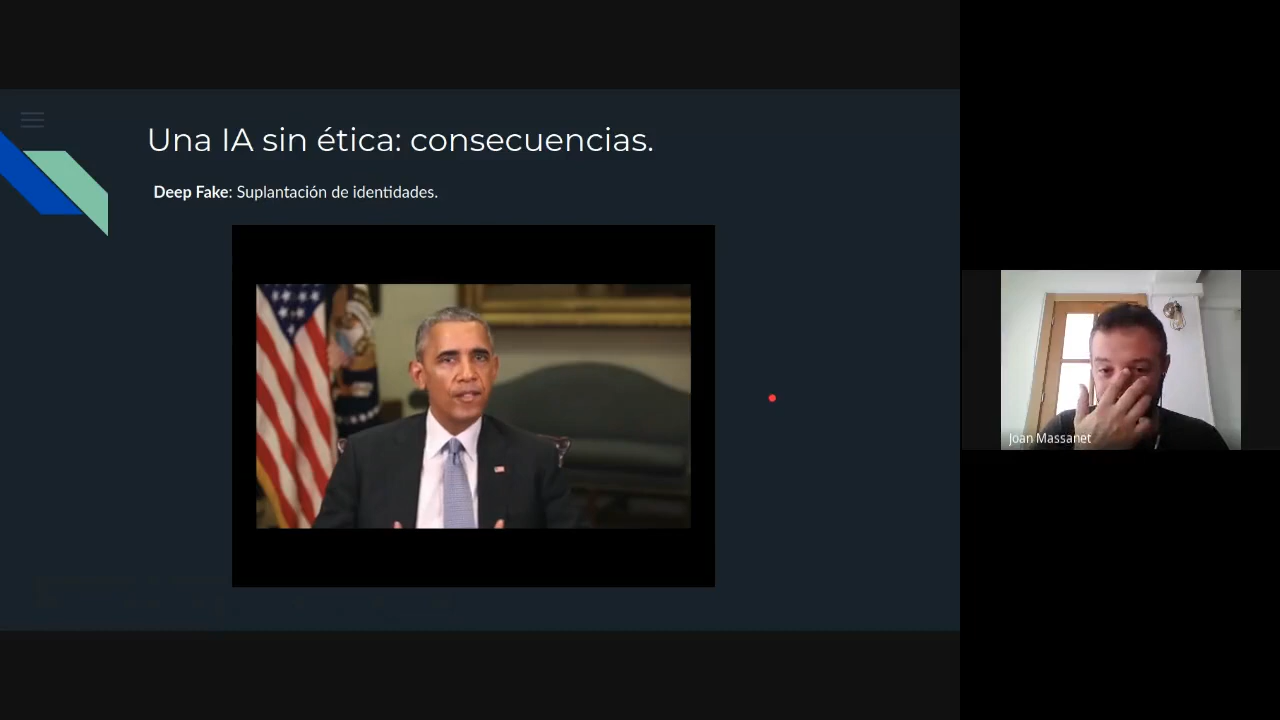 Una IA sin ética: consecuencias.
Deep Fake: Suplantación de identidades.
Joan Massanet